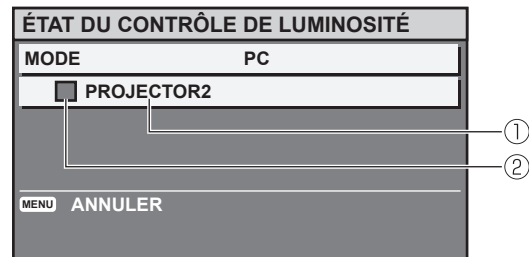 ÉTAT DU CONTRÔLE DE LUMINOSITÉ
MODE PC
PROJECTOR2
①
②
MENU ANNULER